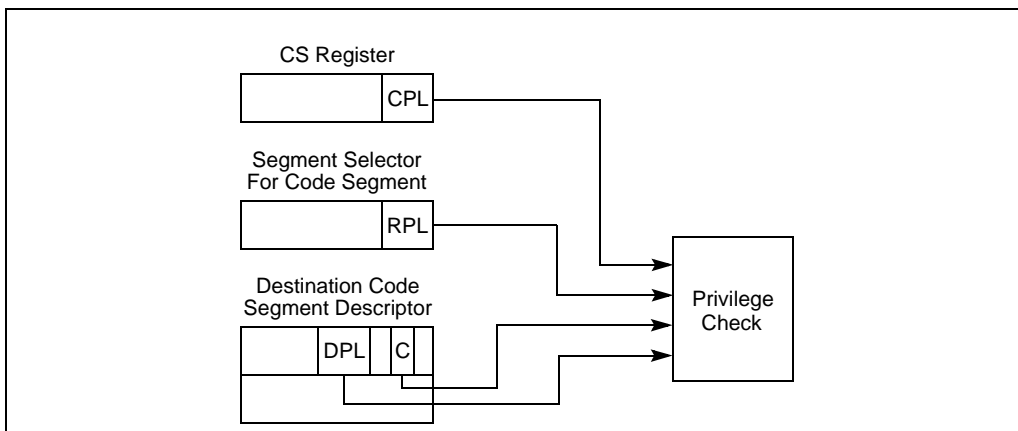 CS Register
CPL
Segment Selector
For Code Segment
RPL
Destination Code
Segment Descriptor
DPL
C
Privilege
Check